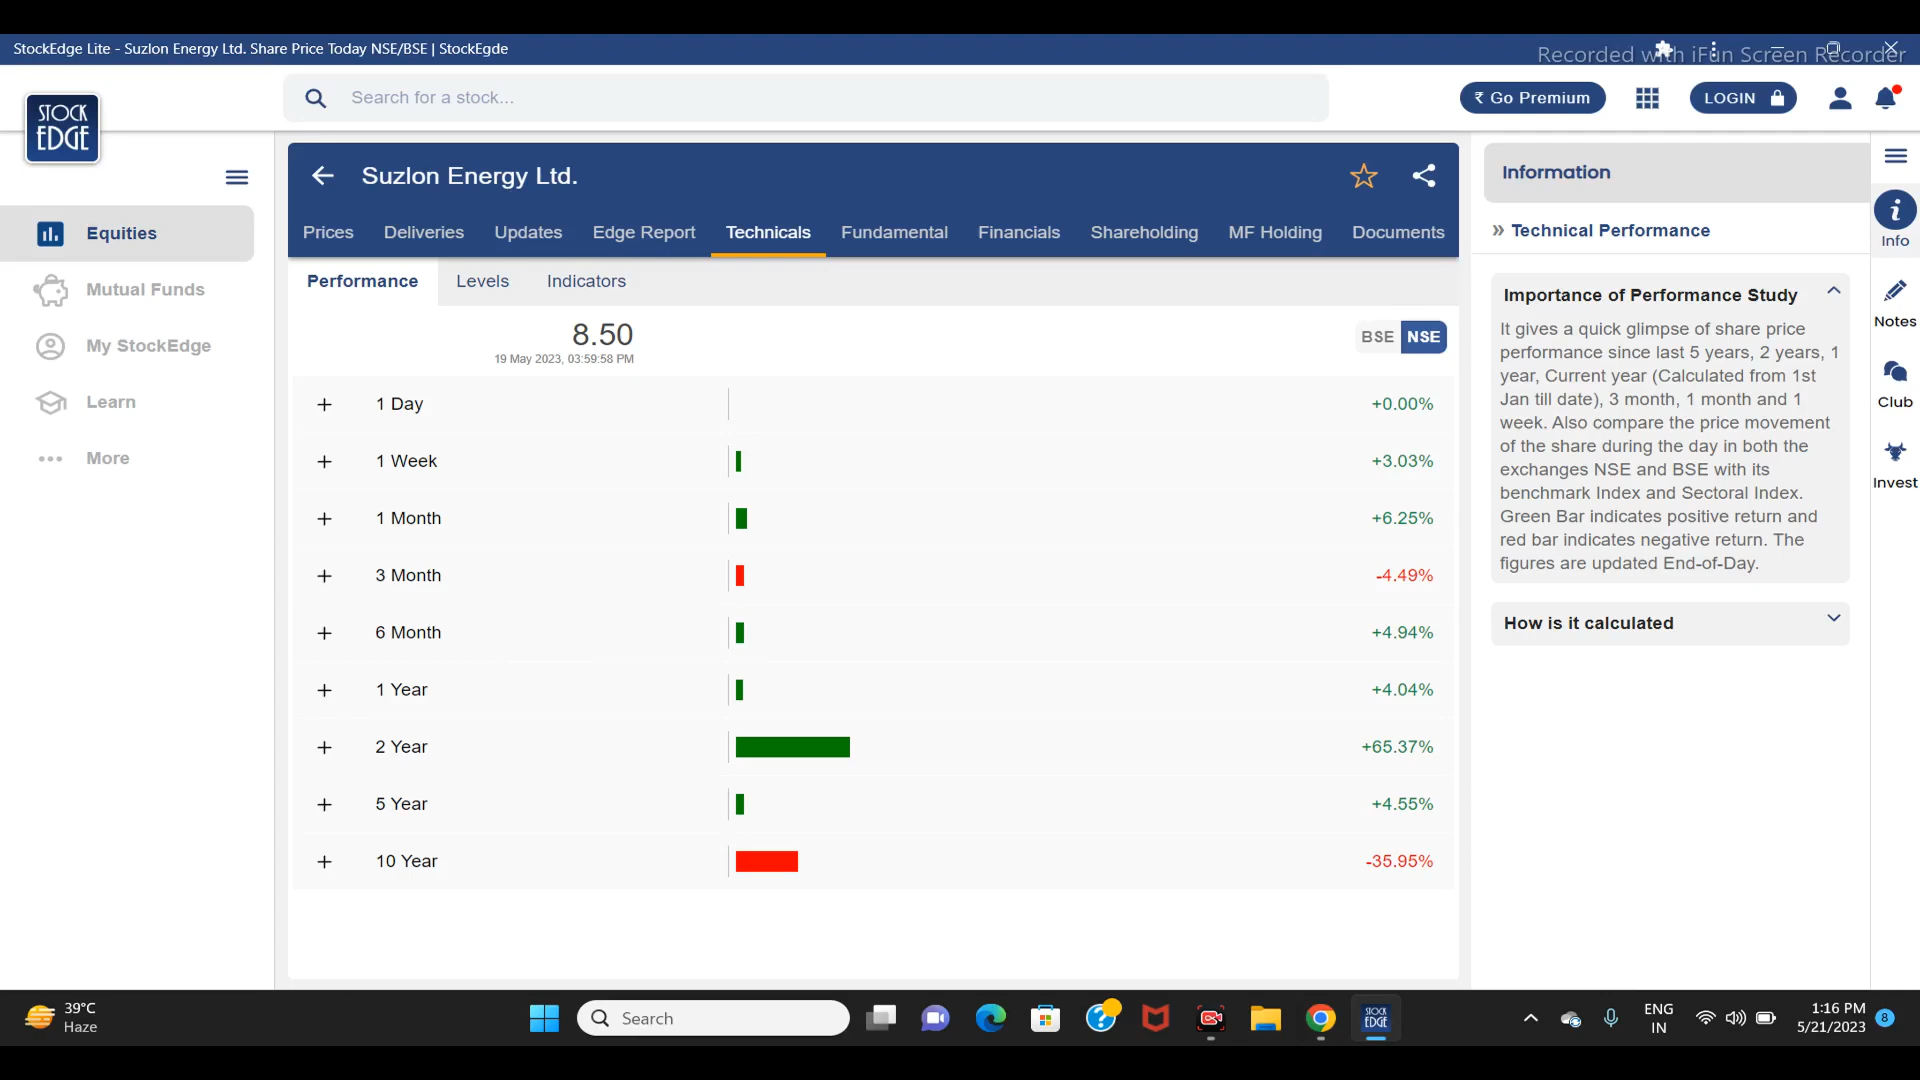 StockEdge Lite - Suzlon Energy Ltd. Share Price Today NSE/BSE | StockEgde
Recorded with iFun Screen Recorder
STOCK
EDGE
Search for a stock...
₹ Go Premium
LOGIN
Equities
Mutual Funds
My StockEdge
Learn
More
Suzlon Energy Ltd.
Prices Deliveries Updates Edge Report Technicals Fundamental Financials Shareholding MF Holding Documents
Performance Levels Indicators
8.50
19 May 2023, 03:59:58 PM
BSE NSE
+ 1 Day +0.00%
+ 1 Week +3.03%
+ 1 Month +6.25%
+ 3 Month -4.49%
+ 6 Month +4.94%
+ 1 Year +4.04%
+ 2 Year +65.37%
+ 5 Year +4.55%
+ 10 Year -35.95%
Information
» Technical Performance
Importance of Performance Study
It gives a quick glimpse of share price
performance since last 5 years, 2 years, 1
year, Current year (Calculated from 1st
Jan till date), 3 month, 1 month and 1
week. Also compare the price movement
of the share during the day in both the
exchanges NSE and BSE with its
benchmark Index and Sectoral Index.
Green Bar indicates positive return and
red bar indicates negative return. The
figures are updated End-of-Day.
How is it calculated
Info
Notes
Club
Invest
39°C
Haze
Search
STOCK
EDGE
ENG
IN
1:16 PM
5/21/2023
8